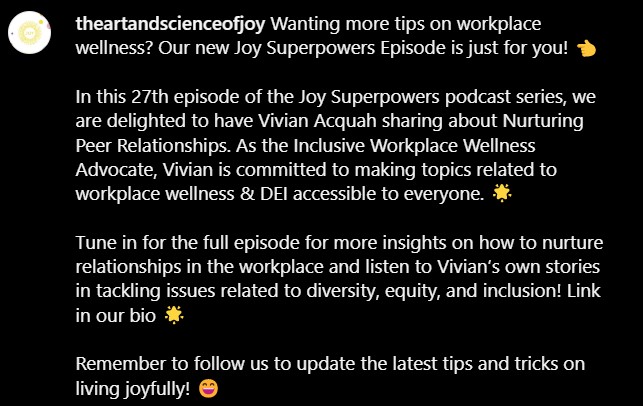 theartandscienceofjoy Wanting more tips on workplace
wellness? Our new Joy Superpowers Episode is just for you! 👈

In this 27th episode of the Joy Superpowers podcast series, we
are delighted to have Vivian Acquah sharing about Nurturing
Peer Relationships. As the Inclusive Workplace Wellness
Advocate, Vivian is committed to making topics related to
workplace wellness & DEI accessible to everyone. 🌟

Tune in for the full episode for more insights on how to nurture
relationships in the workplace and listen to Vivian's own stories
in tackling issues related to diversity, equity, and inclusion! Link
in our bio 🌟

Remember to follow us to update the latest tips and tricks on
living joyfully! 😄